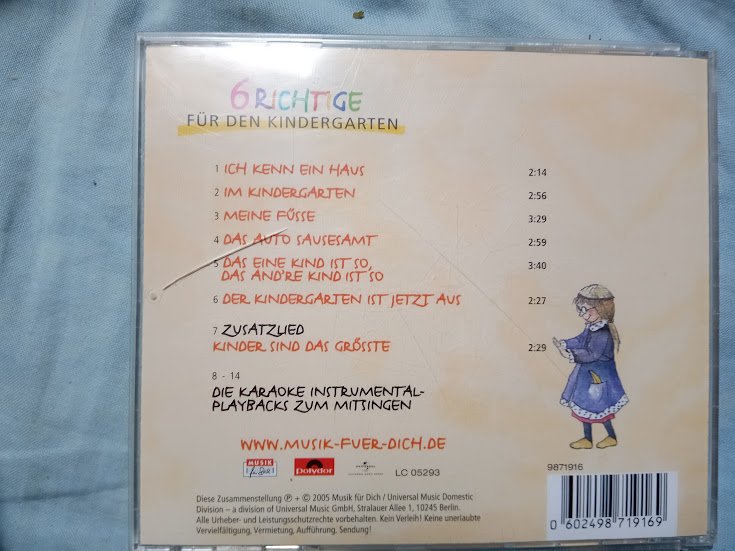 6 RICHTIGE
FÜR DEN KINDERGARTEN
1 ICH KENN EIN HAUS 2:14
2 IM KINDERGARTEN 2:56
3 MEINE FÜSSE 3:29
4 DAS AUTO SAUSESAMT 2:59
5 DAS EINE KIND IST SO,
DAS AND'RE KIND IST SO 3:40
6 DER KINDERGARTEN IST JETZT AUS 2:27
7 ZUSATZLIED
KINDER SIND DAS GRÖSSTE 2:29
8 - 14
DIE KARAOKE INSTRUMENTAL-
PLAYBACKS ZUM MITSINGEN
WWW.MUSIK-FUER-DICH.DE
MUSIK für DICH polydor UNIVERSAL LC 05293
9871916
Diese Zusammenstellung ℗ + © 2005 Musik für Dich / Universal Music Domestic
Division – a division of Universal Music GmbH, Stralauer Allee 1, 10245 Berlin.
Alle Urheber- und Leistungsschutzrechte vorbehalten. Kein Verleih! Keine unerlaubte
Vervielfältigung, Vermietung, Aufführung, Sendung!
0 602498 719169